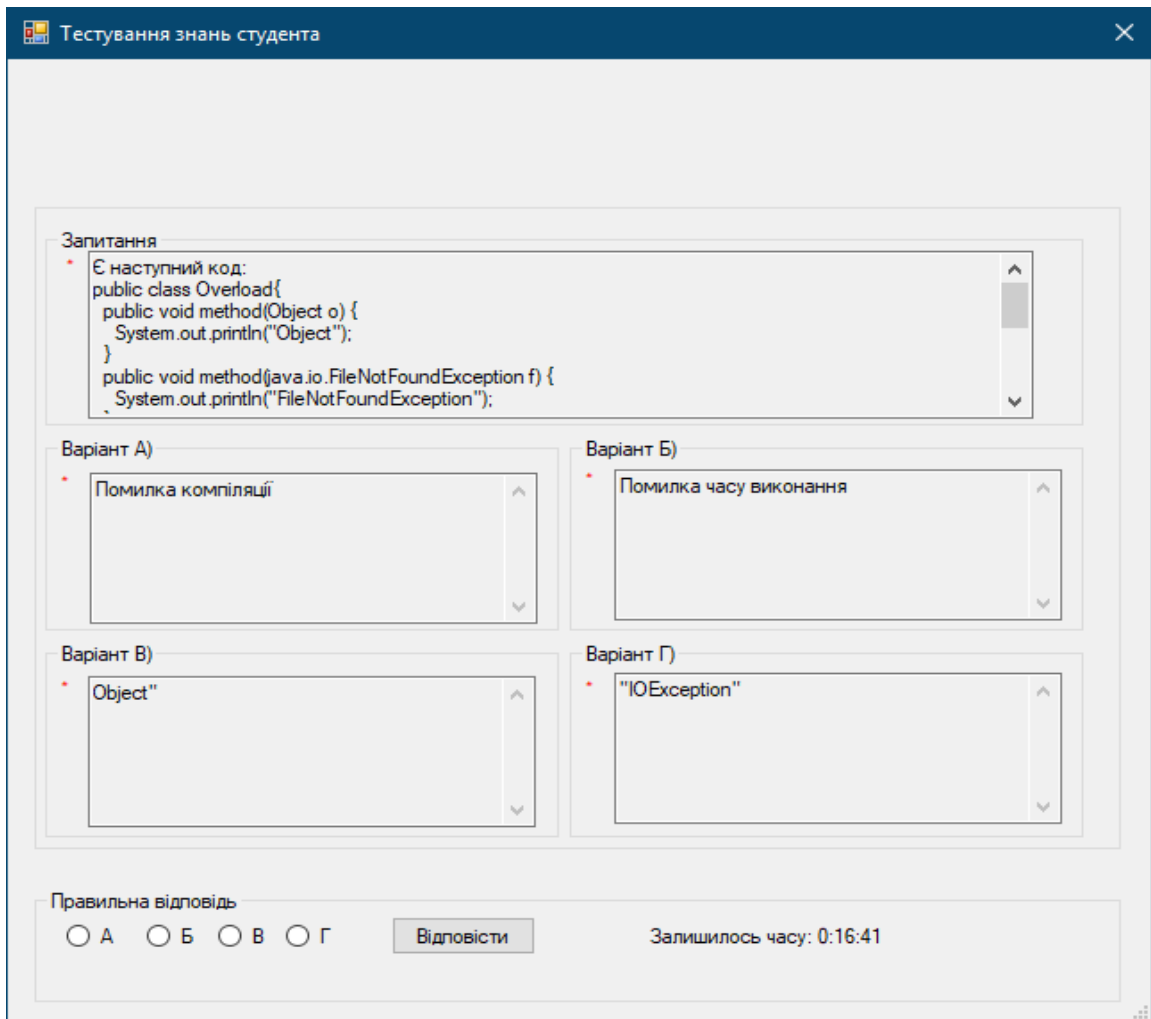 Тестування знань студента
Запитання
* Є наступний код:
public class Overload{
public void method(Object o) {
System.out.println("Object");
}
public void method(java.io.FileNotFoundException f) {
System.out.println("FileNotFoundException");
Варіант А)
* Помилка компіляції
Варіант Б)
* Помилка часу виконання
Варіант В)
* Object"
Варіант Г)
* "IOException"
Правильна відповідь
А Б В Г Відповісти Залишилось часу: 0:16:41